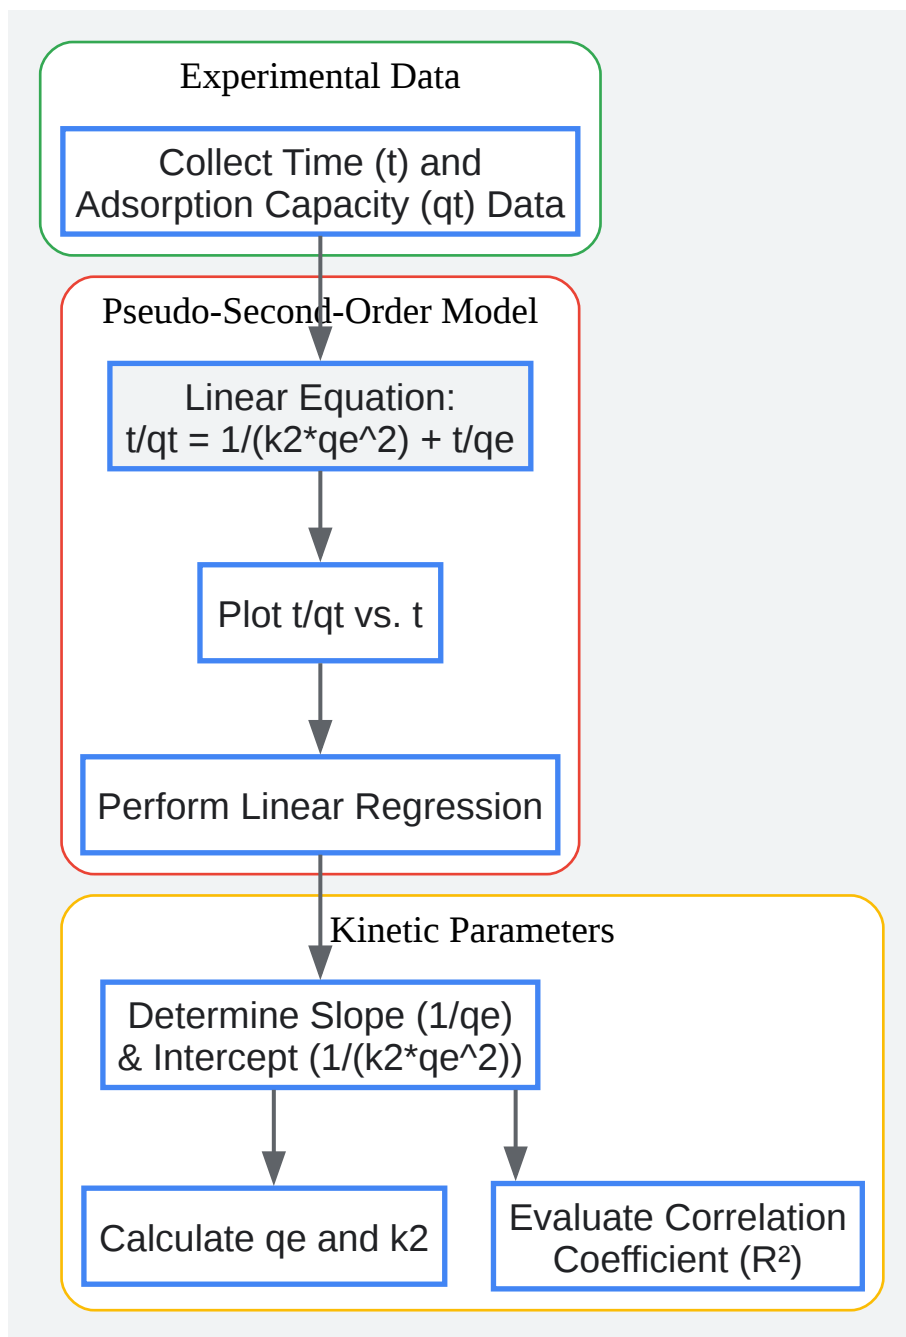 Experimental Data
Collect Time (t) and
Adsorption Capacity (qt) Data
Pseudo-Second-Order Model
Linear Equation:
t/qt = 1/(k2*qe^2) + t/qe
Plot t/qt vs. t
Perform Linear Regression
Kinetic Parameters
Determine Slope (1/qe)
& Intercept (1/(k2*qe^2))
Calculate qe and k2
Evaluate Correlation
Coefficient (R²)